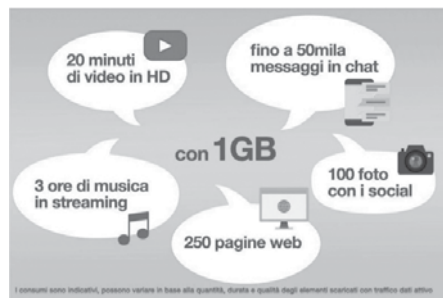 20 minuti
di video in HD
fino a 50mila
messaggi in chat
con 1GB
3 ore di musica
in streaming
100 foto
con i social
250 pagine web
I consumi sono indicativi, possono variare in base alla quantità, durata e qualità degli elementi scaricati con traffico dati attivo